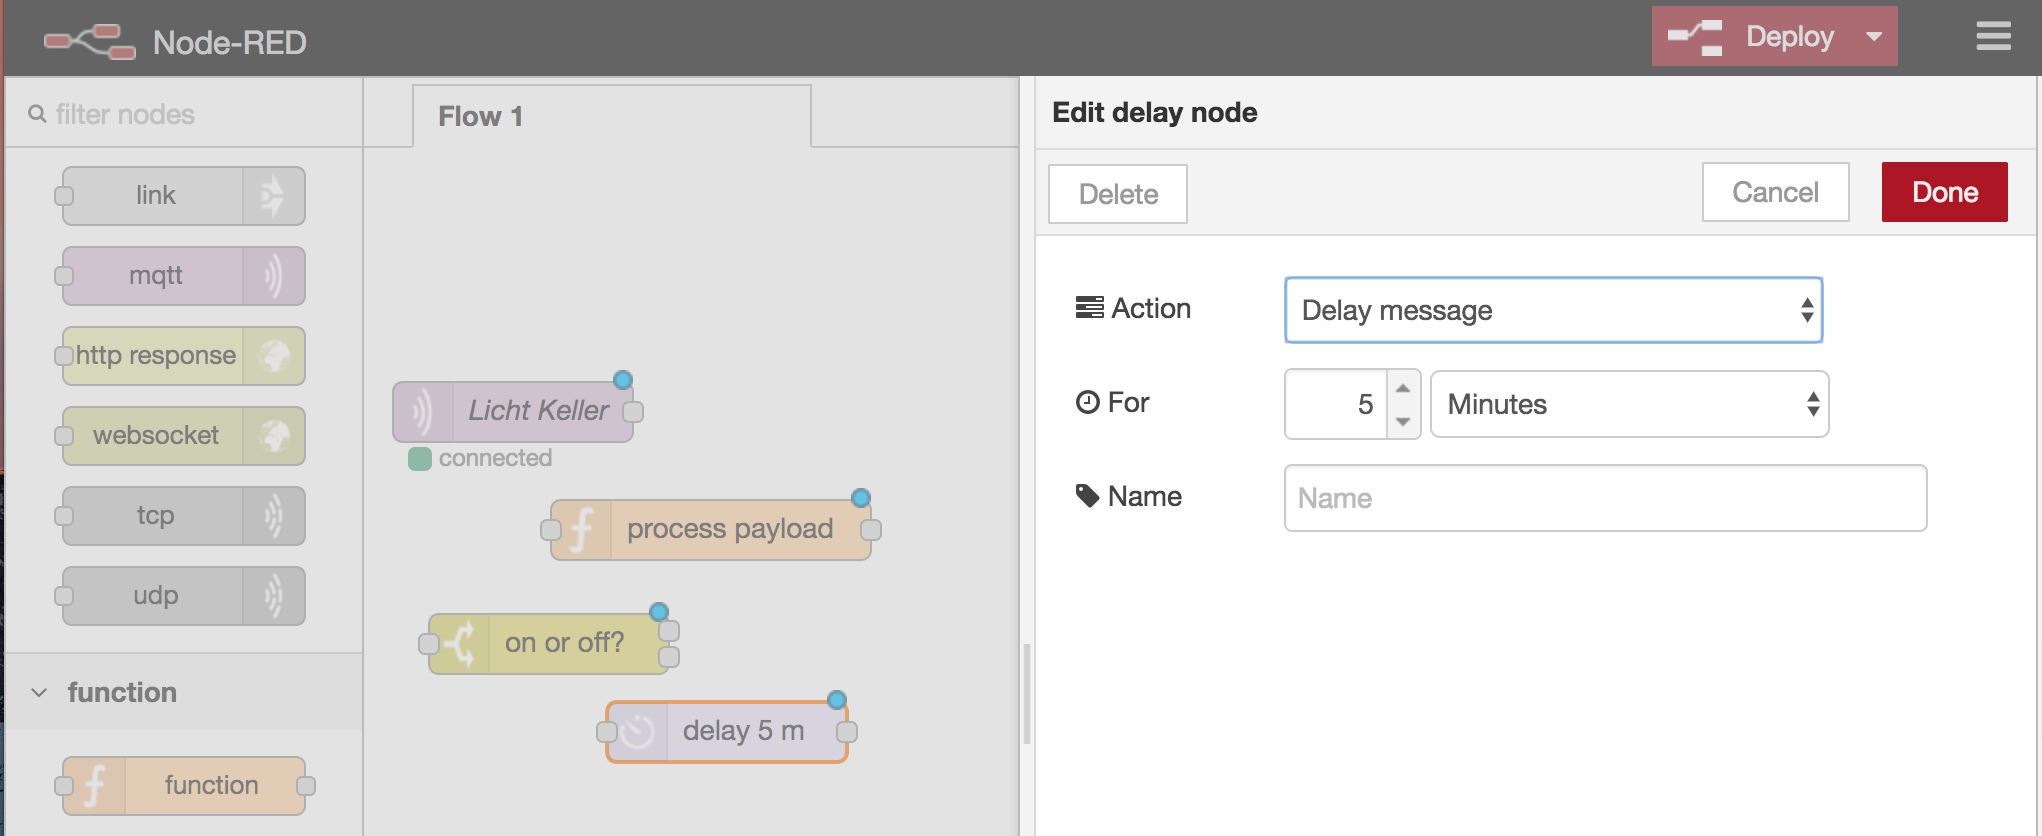 Node-RED
Deploy
filter nodes
Flow 1
link
mqtt
http response
websocket
tcp
udp
function
function
Licht Keller
connected
process payload
on or off?
delay 5 m
Edit delay node
Delete
Cancel
Done
Action
Delay message
For
5
Minutes
Name
Name